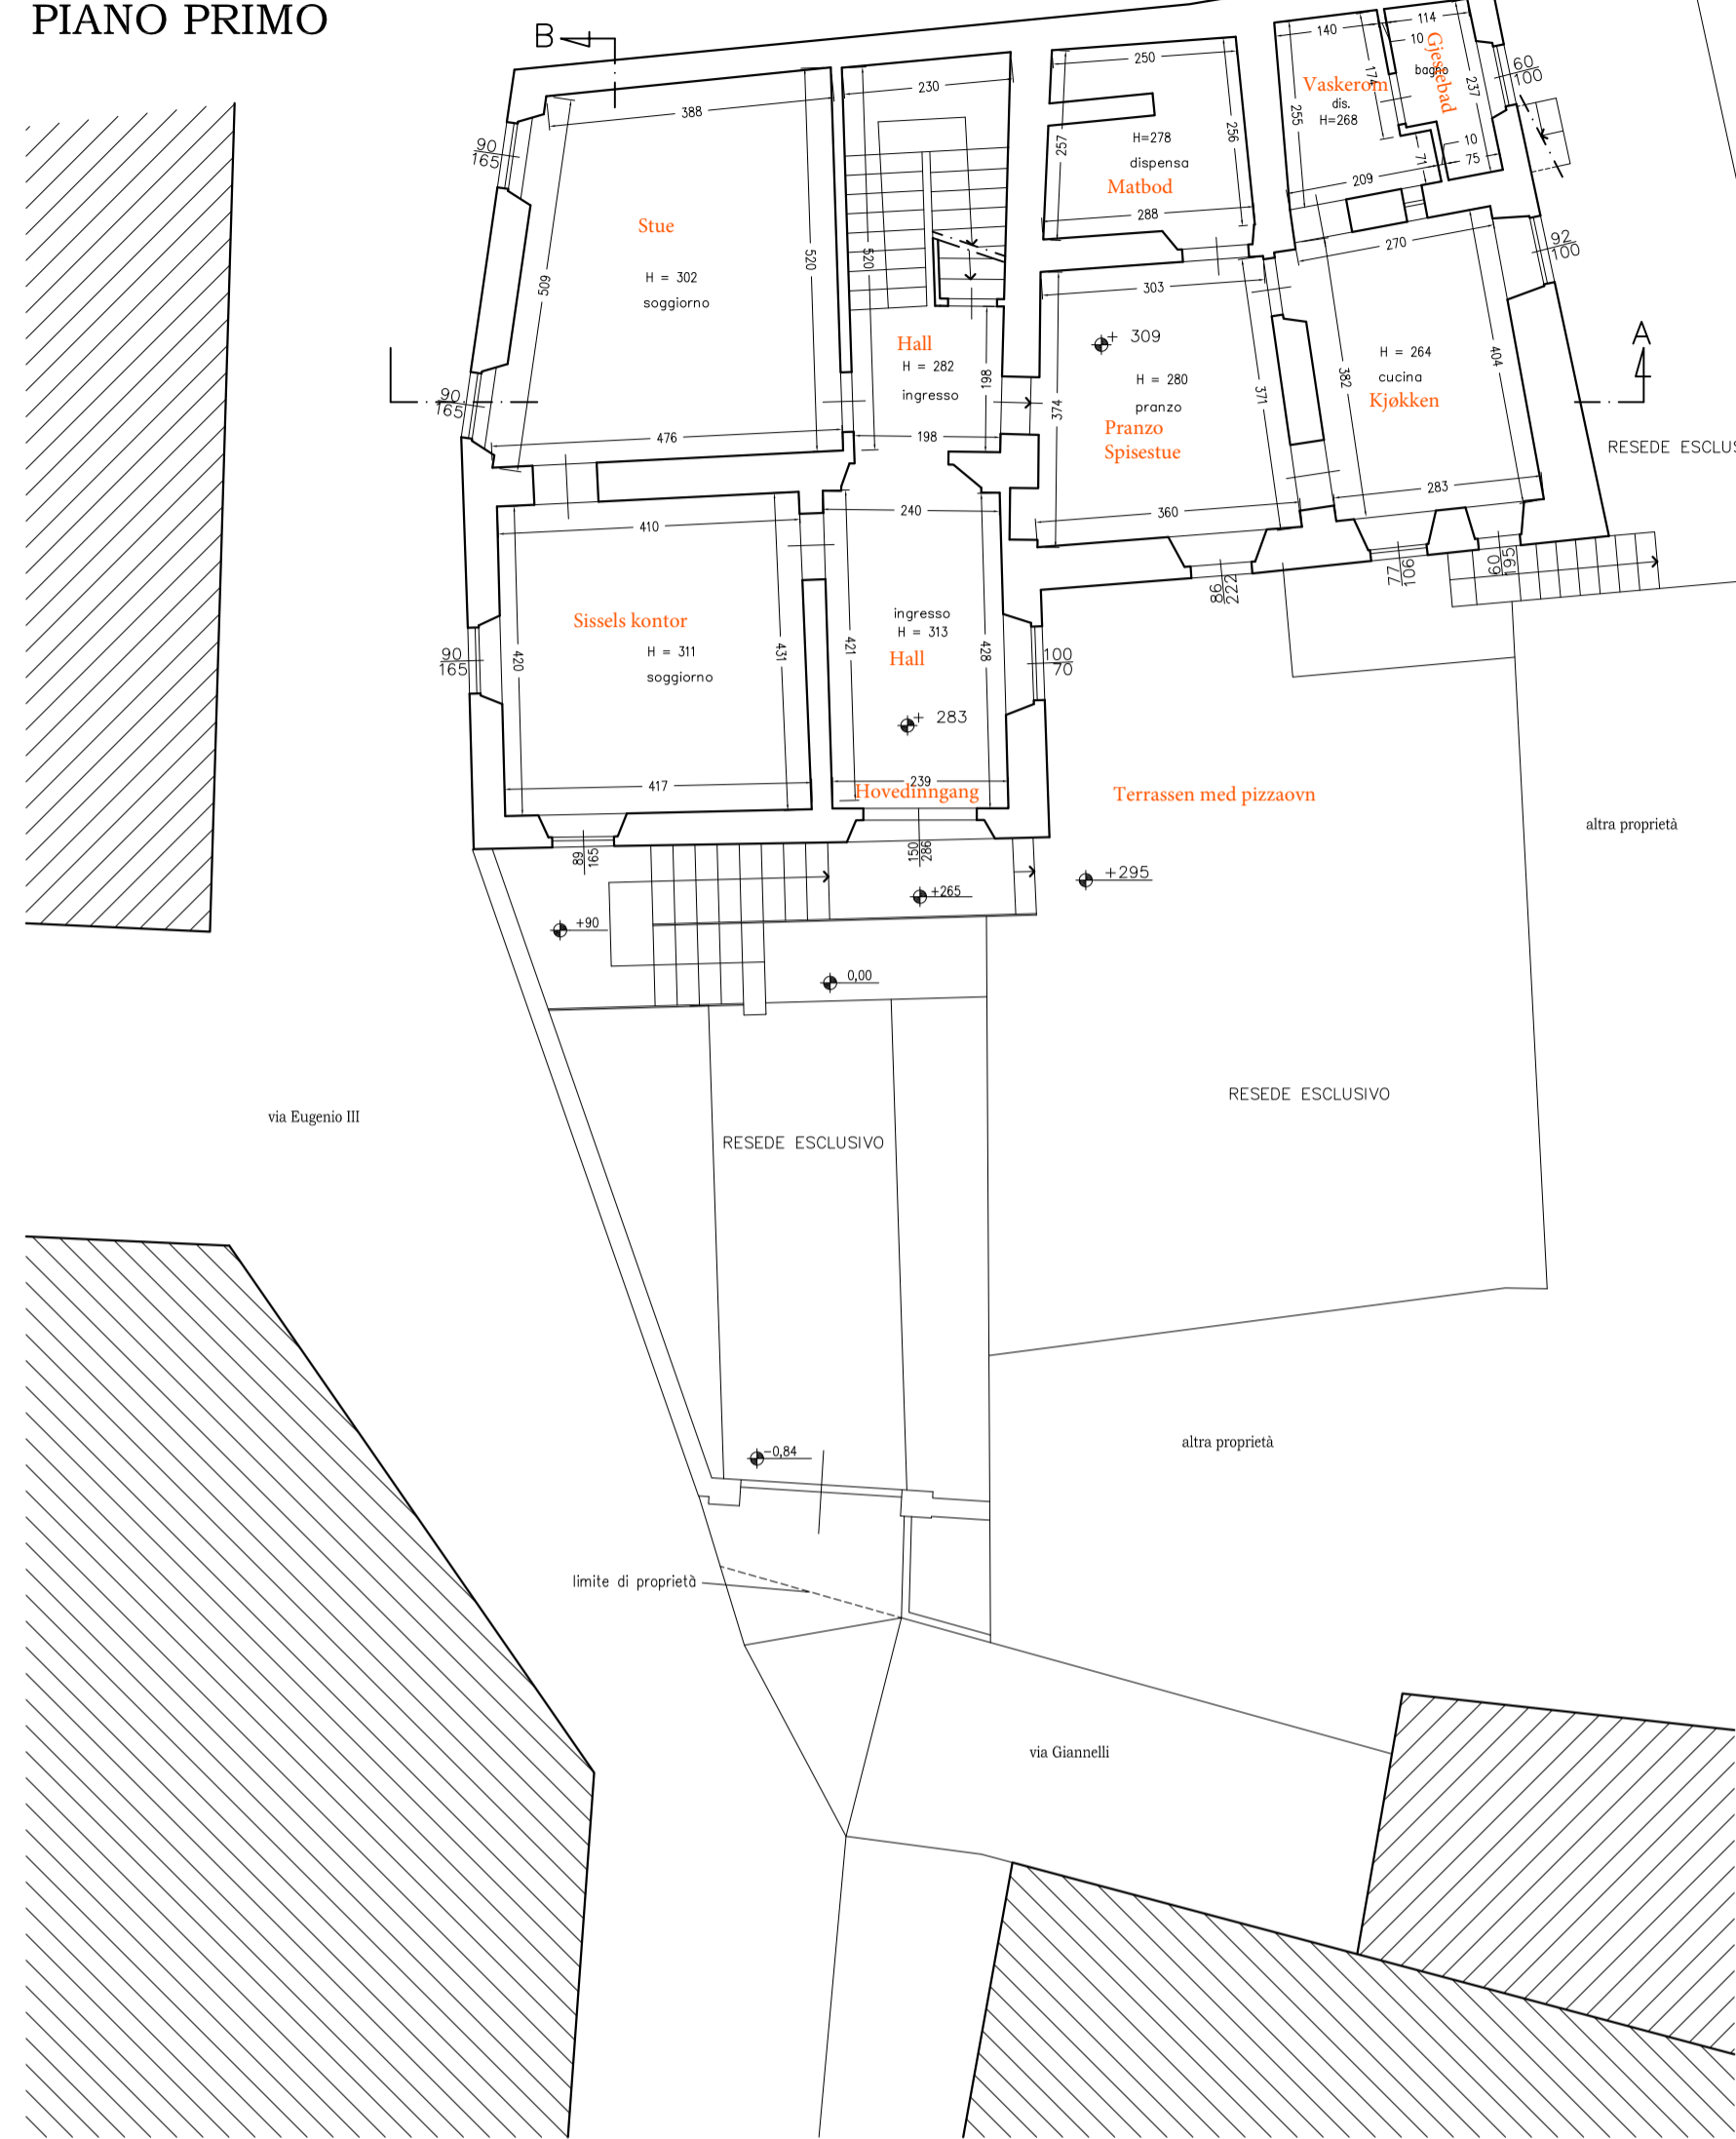 PIANO PRIMO
B
140
114
10
Gjestebad
bagno
60
100
250
230
388
174
237
Vaskerom
dis.
H=268
255
90
165
H=278
dispensa
257
256
Matbod
10
75
71
209
288
Stue
270
92
100
520
520
509
H = 302
soggiorno
303
309
Hall
H = 282
ingresso
198
H = 280
pranzo
371
374
382
H = 264
cucina
404
Kjøkken
A
90
165
Pranzo
Spisestue
476
198
RESEDE ESCLUS
283
410
240
360
77
106
60
195
86
222
Sissels kontor
H = 311
soggiorno
420
431
ingresso
H = 313
Hall
421
428
90
165
100
70
283
417
239
Hovedinngang
Terrassen med pizzaovn
altra proprietà
89
165
150
286
+265
+295
+90
0,00
RESEDE ESCLUSIVO
via Eugenio III
RESEDE ESCLUSIVO
altra proprietà
-0,84
limite di proprietà
via Giannelli